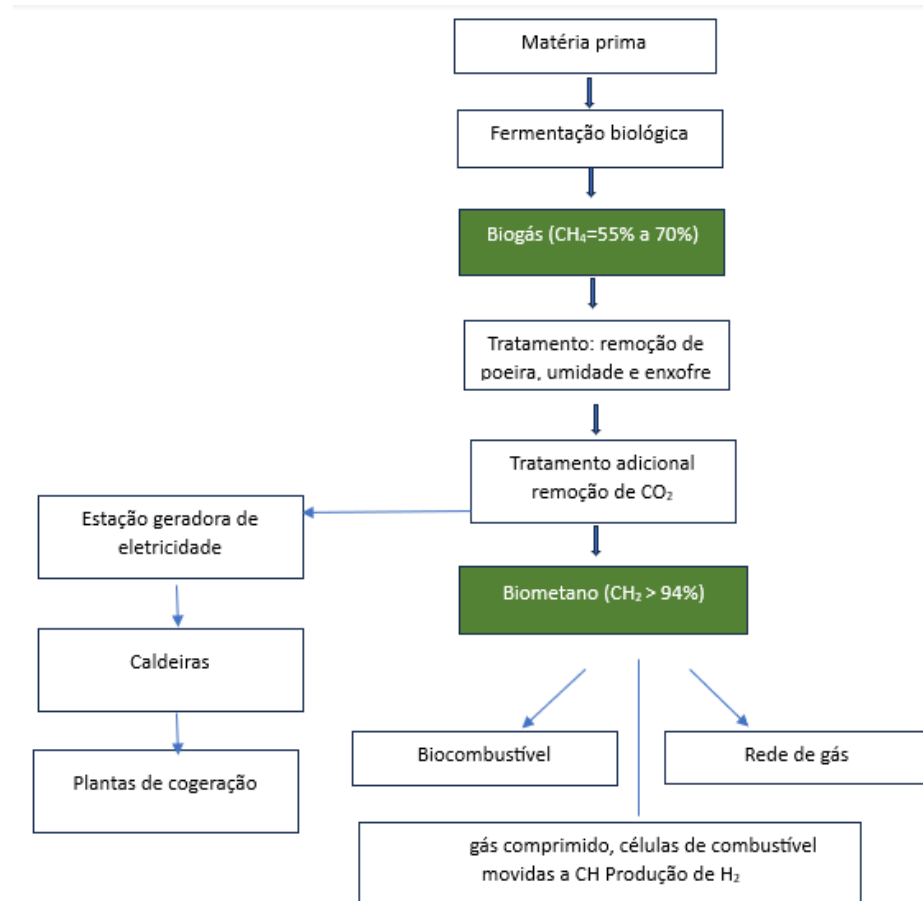 Matéria prima
Fermentação biológica
Biogás (CH₄=55% a 70%)
Tratamento: remoção de
poeira, umidade e enxofre
Tratamento adicional
remoção de CO₂
Estação geradora de
eletricidade
Biometano (CH₂ > 94%)
Caldeiras
Biocombustível
Rede de gás
Plantas de cogeração
gás comprimido, células de combustível
movidas a CH Produção de H₂